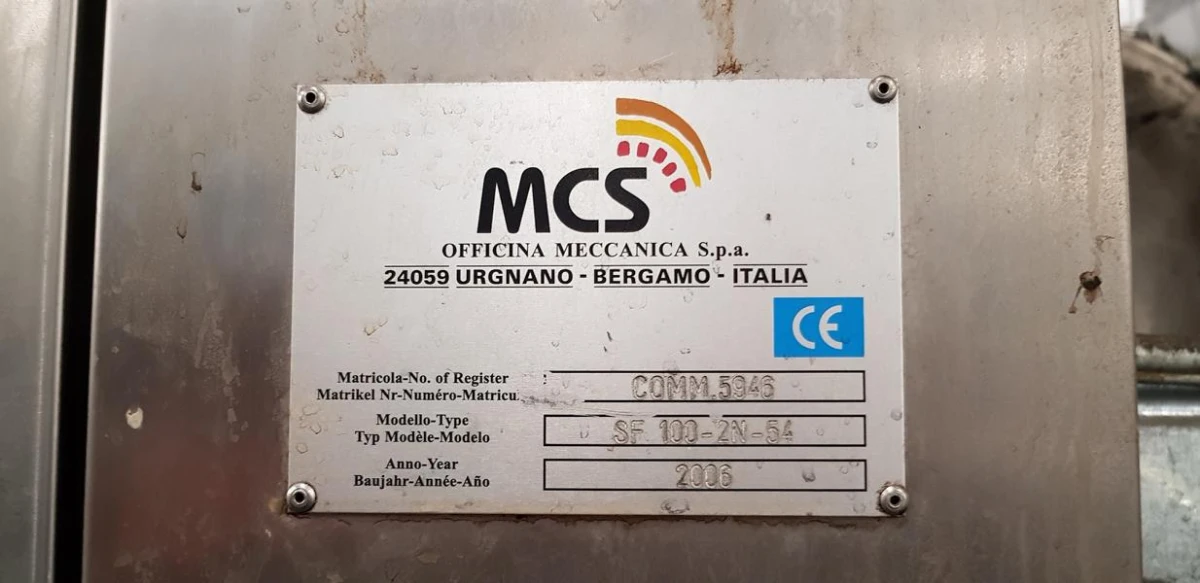 MCS
OFFICINA MECCANICA S.p.a.
24059 URGNANO - BERGAMO - ITALIA
CE
Matricola-No. of Register
Matrikel Nr-Numéro-Matricu
COMM.5946
Modello-Type
Typ Modèle-Modelo
SF 100-2N-54
Anno-Year
Baujahr-Année-Año
2006